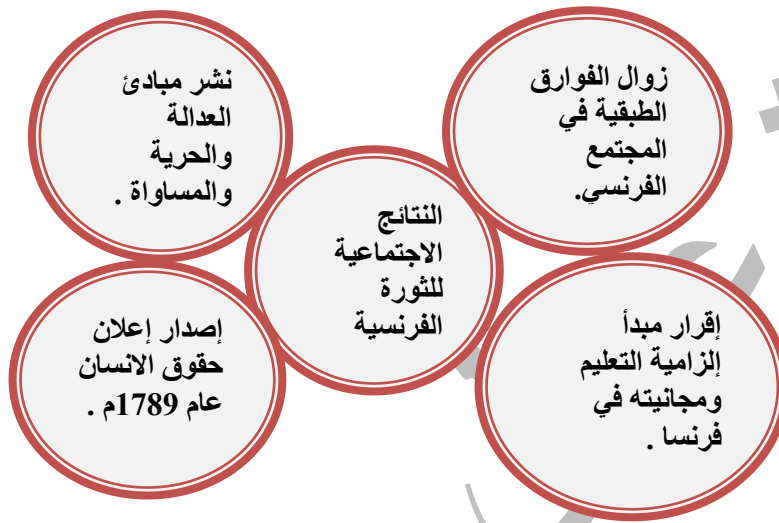 زوال الفوارق
الطبقية في
المجتمع
الفرنسي.
نشر مبادئ
العدالة
والحرية
والمساواة .
النتائج
الاجتماعية
للثورة
الفرنسية
إقرار مبدأ
إلزامية التعليم
ومجانيته في
فرنسا .
إصدار إعلان
حقوق الانسان
عام 1789م .